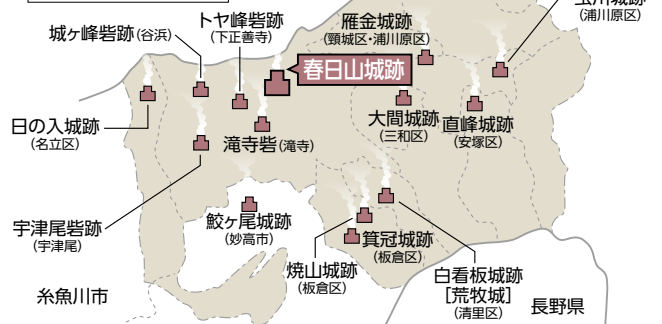 玉川城跡
(浦川原区)
トヤ峰砦跡
(下正善寺)
雁金城跡
(頸城区・浦川原区)
城ヶ峰砦跡(谷浜)
春日山城跡
日の入城跡
(名立区)
滝寺砦(滝寺)
大間城跡
(三和区)
直峰城跡
(安塚区)
宇津尾砦跡
(宇津尾)
鮫ヶ尾城跡
(妙高市)
箕冠城跡
(板倉区)
焼山城跡
(板倉区)
白看板城跡
[荒牧城]
(清里区)
糸魚川市
長野県